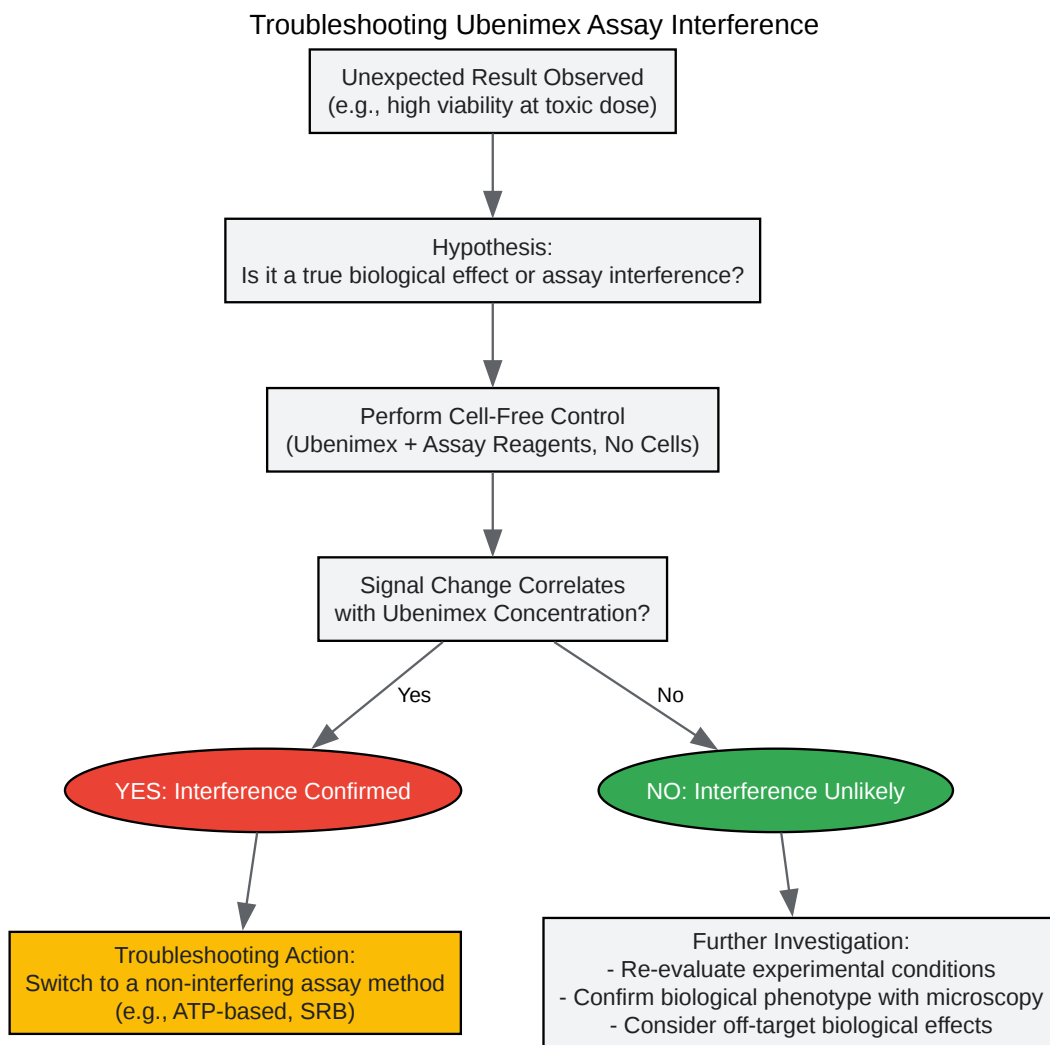 Troubleshooting Ubenimex Assay Interference
Unexpected Result Observed
(e.g., high viability at toxic dose)
Hypothesis:
Is it a true biological effect or assay interference?
Perform Cell-Free Control
(Ubenimex + Assay Reagents, No Cells)
Signal Change Correlates
with Ubenimex Concentration?
Yes
No
YES: Interference Confirmed
NO: Interference Unlikely
Troubleshooting Action:
Switch to a non-interfering assay method
(e.g., ATP-based, SRB)
Further Investigation:
- Re-evaluate experimental conditions
- Confirm biological phenotype with microscopy
- Consider off-target biological effects